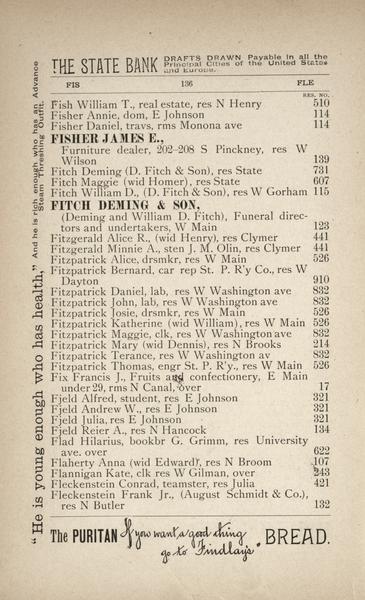 THE STATE BANK DRAFTS DRAWN Payable in all the
Principal Cities of the United States
and Europe.
FIS 136 FLE
RES. NO.
Fish William T., real estate, res N Henry 510
Fisher Annie, dom, E Johnson 114
Fisher Daniel, travs, rms Monona ave 114
FISHER JAMES E.,
Furniture dealer, 202-208 S Pinckney, res W
Wilson 139
Fitch Deming (D. Fitch & Son), res State 731
Fitch Maggie (wid Homer), res State 607
Fitch William D., (D. Fitch & Son), res W Gorham 115
FITCH DEMING & SON,
(Deming and William D. Fitch), Funeral direc-
tors and undertakers, W Main 123
Fitzgerald Alice R., (wid Henry), res Clymer 441
Fitzgerald Minnie A., sten J. M. Olin, res Clymer 441
Fitzpatrick Alice, drsmkr, res W Main 526
Fitzpatrick Bernard, car rep St. P. R'y Co., res W
Dayton 910
Fitzpatrick Daniel, lab, res W Washington ave 832
Fitzpatrick John, lab, res W Washington ave 832
Fitzpatrick Josie, drsmkr, res W Main 526
Fitzpatrick Katherine (wid William), res W Main 526
Fitzpatrick Maggie, clk, res W Washington ave 832
Fitzpatrick Mary (wid Dennis), res N Brooks 214
Fitzpatrick Terance, res W Washington av 832
Fitzpatrick Thomas, engr St. P. R'y., res W Main 526
Fix Francis J., Fruits and confectionery, E Main
under 29, rms N Canal, over 17
Fjeld Alfred, student, res E Johnson 321
Fjeld Andrew W., res E Johnson 321
Fjeld Julia, res E Johnson 321
Fjeld Reier A., res N Hancock 134
Flad Hilarius, bookbr G. Grimm, res University
ave. over 622
Flaherty Anna (wid Edward), res N Broom 107
Flannigan Kate, clk res W Gilman, over 243
Fleckenstein Conrad, teamster, res Julia 421
Fleckenstein Frank Jr., (August Schmidt & Co.),
res N Butler 132
"He is young enough who has health," And he is rich enough who has an Advance
Steam Threshing Outfit.
The PURITAN If you want a good thing BREAD.
go to Findlay's